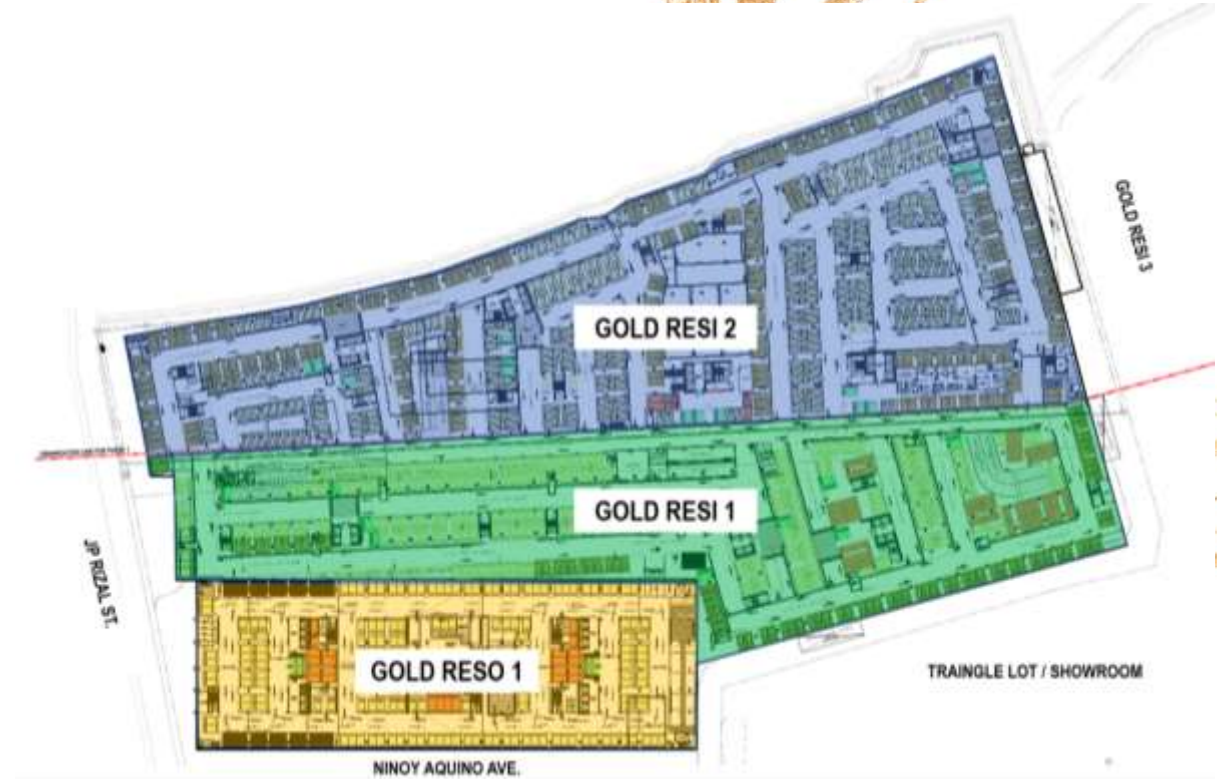 GOLD RESI 3
GOLD RESI 2
GOLD RESI 1
JP RIZAL ST.
GOLD RESO 1
TRAINGLE LOT / SHOWROOM
NINOY AQUINO AVE.